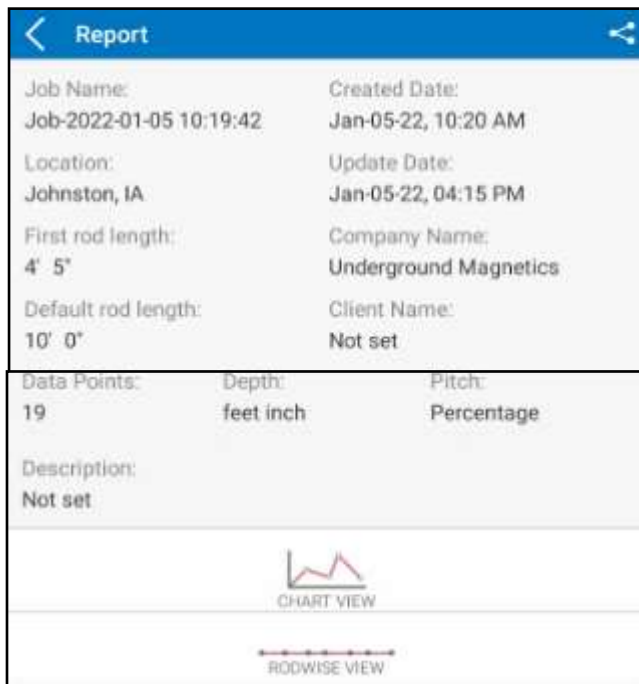 Report
Job Name:
Job-2022-01-05 10:19:42
Created Date:
Jan-05-22, 10:20 AM
Location:
Johnston, IA
Update Date:
Jan-05-22, 04:15 PM
First rod length:
4' 5"
Company Name:
Underground Magnetics
Default rod length:
10' 0"
Client Name:
Not set
Data Points:
19
Depth:
feet inch
Pitch:
Percentage
Description:
Not set
CHART VIEW
RODWISE VIEW